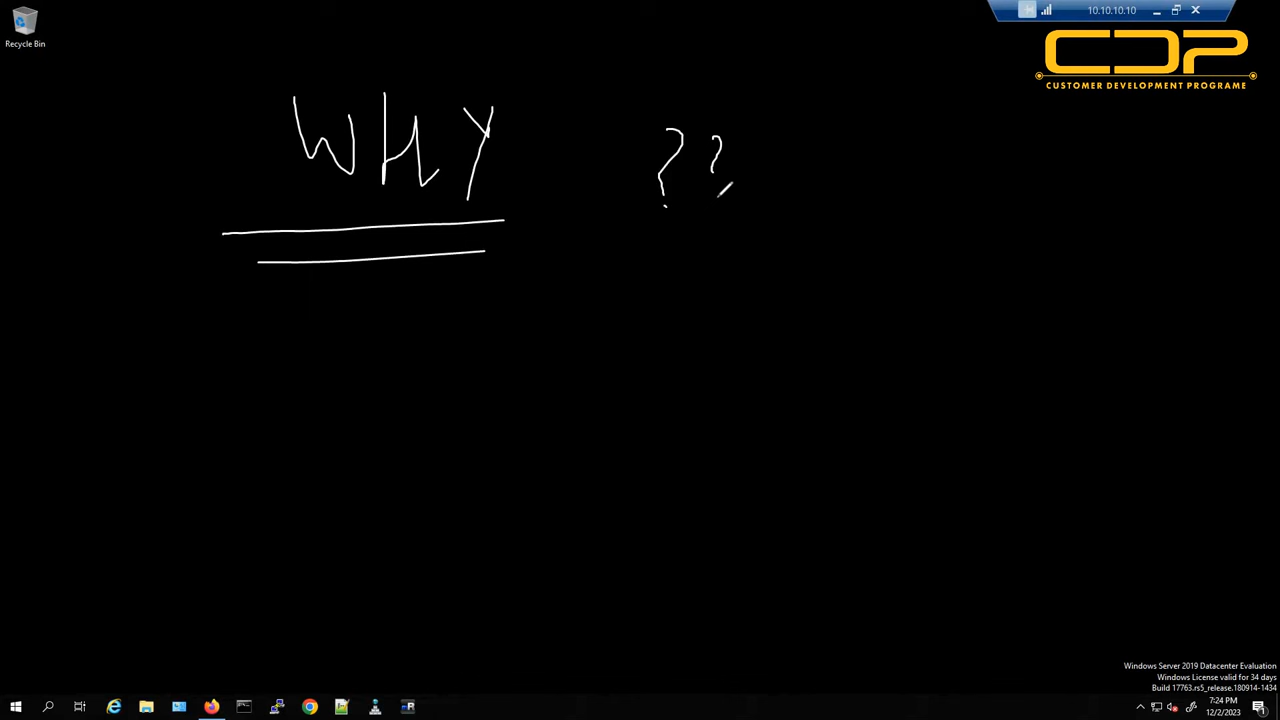 10.10.10.10
Recycle Bin
CDP
CUSTOMER DEVELOPMENT PROGRAME
WHY ??
Windows Server 2019 Datacenter Evaluation
Windows License valid for 34 days
Build 17763.rs5_release.180914-1434
7:24 PM
12/2/2023